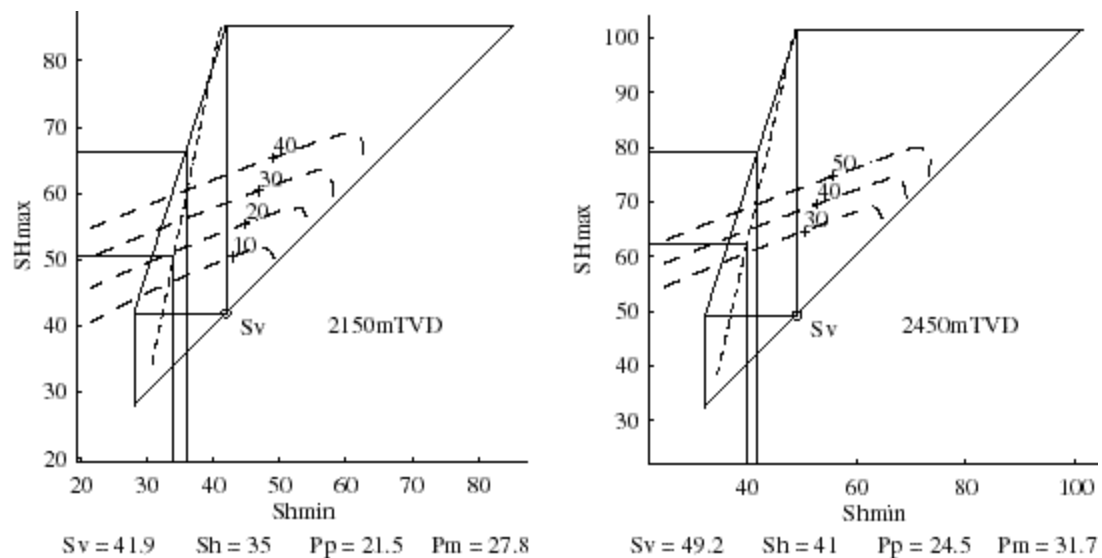 SHmax
80
70
60
50
40
30
20
40
30
20
10
Sv
2150mTVD
20 30 40 50 60 70 80
Shmin
Sv = 41.9 Sh = 35 Pp = 21.5 Pm = 27.8
SHmax
100
90
80
70
60
50
40
30
50
40
30
Sv
2450mTVD
40 60 80 100
Shmin
Sv = 49.2 Sh = 41 Pp = 24.5 Pm = 31.7